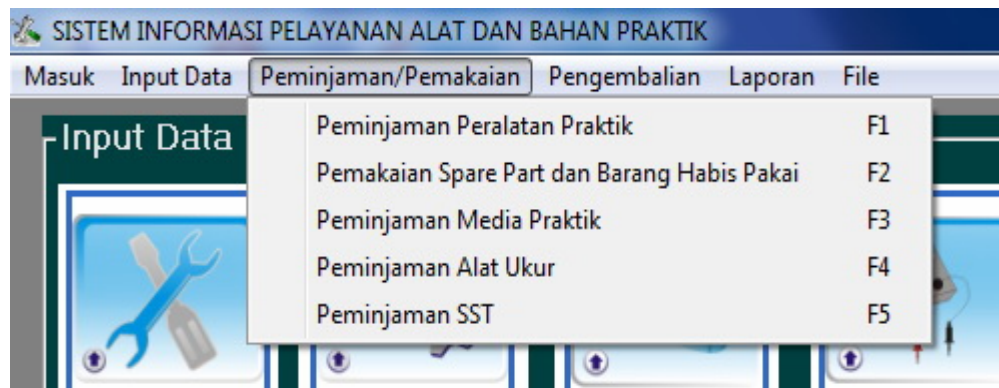 SISTEM INFORMASI PELAYANAN ALAT DAN BAHAN PRAKTIK
Masuk Input Data Peminjaman/Pemakaian Pengembalian Laporan File
Input Data
Peminjaman Peralatan Praktik F1
Pemakaian Spare Part dan Barang Habis Pakai F2
Peminjaman Media Praktik F3
Peminjaman Alat Ukur F4
Peminjaman SST F5